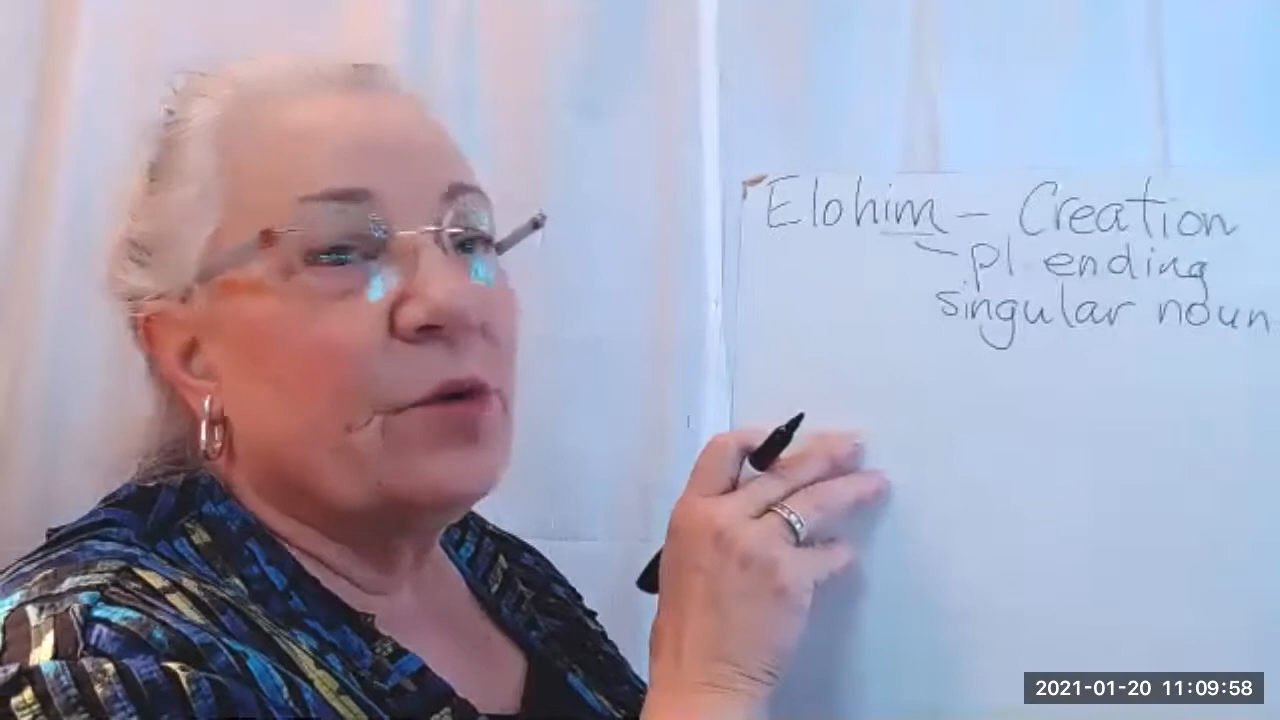 Elohim – Creation
pl. ending
singular noun
2021-01-20 11:09:58